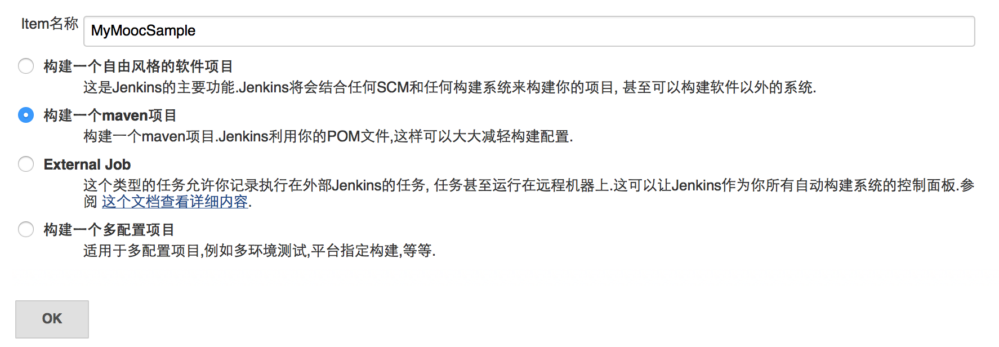 Item名称
MyMoocSample
构建一个自由风格的软件项目
这是Jenkins的主要功能.Jenkins将会结合任何SCM和任何构建系统来构建你的项目, 甚至可以构建软件以外的系统.
构建一个maven项目
构建一个maven项目.Jenkins利用你的POM文件,这样可以大大减轻构建配置.
External Job
这个类型的任务允许你记录执行在外部Jenkins的任务, 任务甚至运行在远程机器上.这可以让Jenkins作为你所有自动构建系统的控制面板.参
阅 这个文档查看详细内容.
构建一个多配置项目
适用于多配置项目,例如多环境测试,平台指定构建,等等.
OK